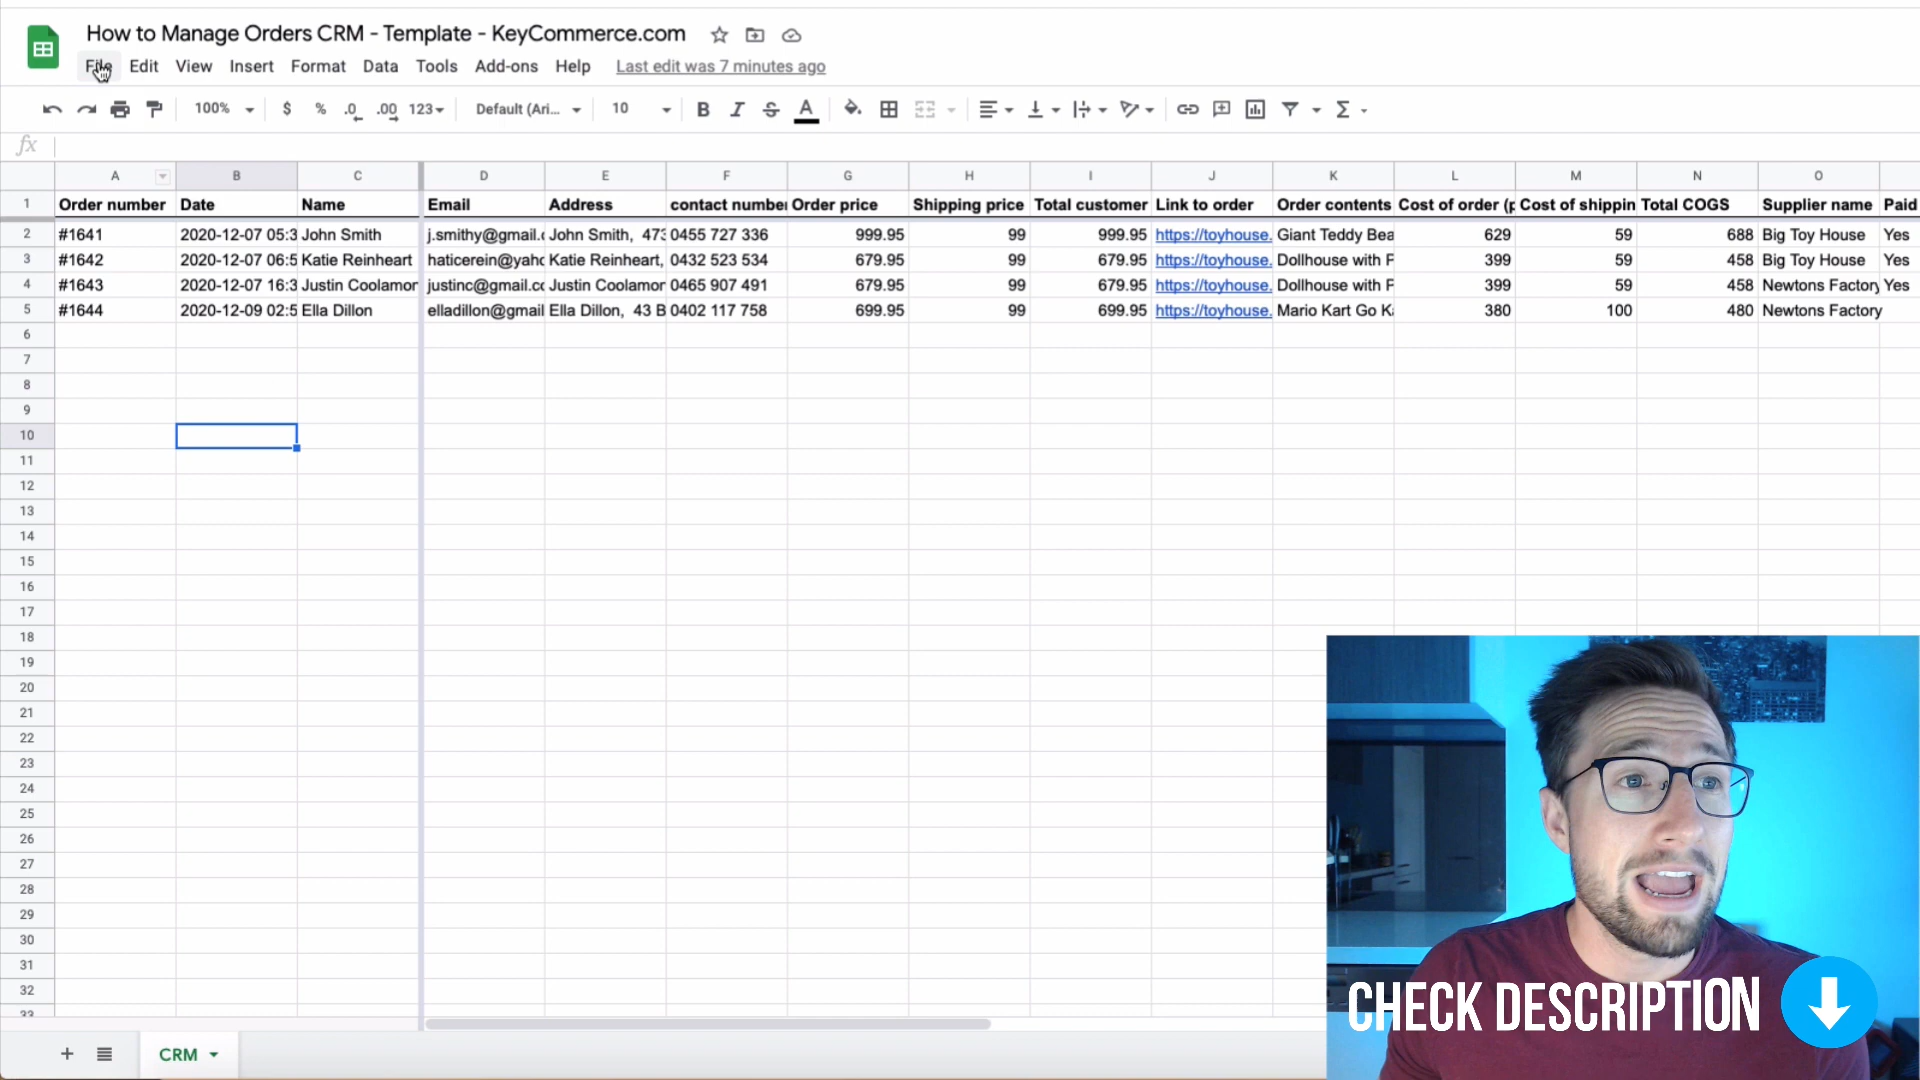 How to Manage Orders CRM - Template - KeyCommerce.com
File Edit View Insert Format Data Tools Add-ons Help Last edit was 7 minutes ago
100% $ % .0 .00 123 Default (Ari... 10 B I S A Σ
fx
A B C D E F G H I J K L M N O
1 Order number Date Name Email Address contact numbe Order price Shipping price Total customer Link to order Order contents Cost of order (p Cost of shippin Total COGS Supplier name Paid
2 #1641 2020-12-07 05:3 John Smith j.smithy@gmail.c John Smith, 473 0455 727 336 999.95 99 999.95 https://toyhouse. Giant Teddy Bea 629 59 688 Big Toy House Yes
3 #1642 2020-12-07 06:5 Katie Reinheart haticerein@yaho Katie Reinheart, 0432 523 534 679.95 99 679.95 https://toyhouse. Dollhouse with F 399 59 458 Big Toy House Yes
4 #1643 2020-12-07 16:3 Justin Coolamor justinc@gmail.co Justin Coolamor 0465 907 491 679.95 99 679.95 https://toyhouse. Dollhouse with F 399 59 458 Newtons Factory Yes
5 #1644 2020-12-09 02:5 Ella Dillon elladillon@gmail Ella Dillon, 43 B 0402 117 758 699.95 99 699.95 https://toyhouse. Mario Kart Go Ka 380 100 480 Newtons Factory
6
7
8
9
10
11
12
13
14
15
16
17
18
19
20
21
22
23
24
25
26
27
28
29
30
31
32
33
CHECK DESCRIPTION
CRM